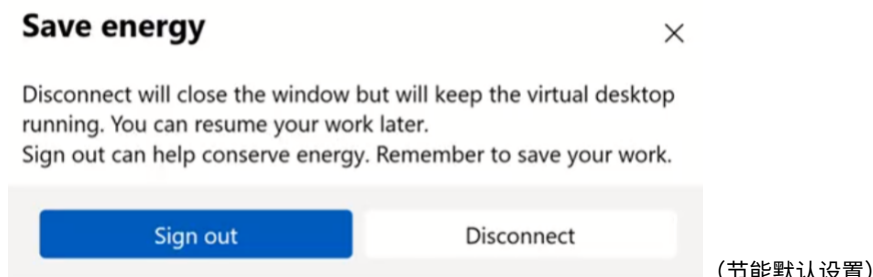 Save energy
Disconnect will close the window but will keep the virtual desktop
running. You can resume your work later.
Sign out can help conserve energy. Remember to save your work.
Sign out
Disconnect
（节能默认设置）